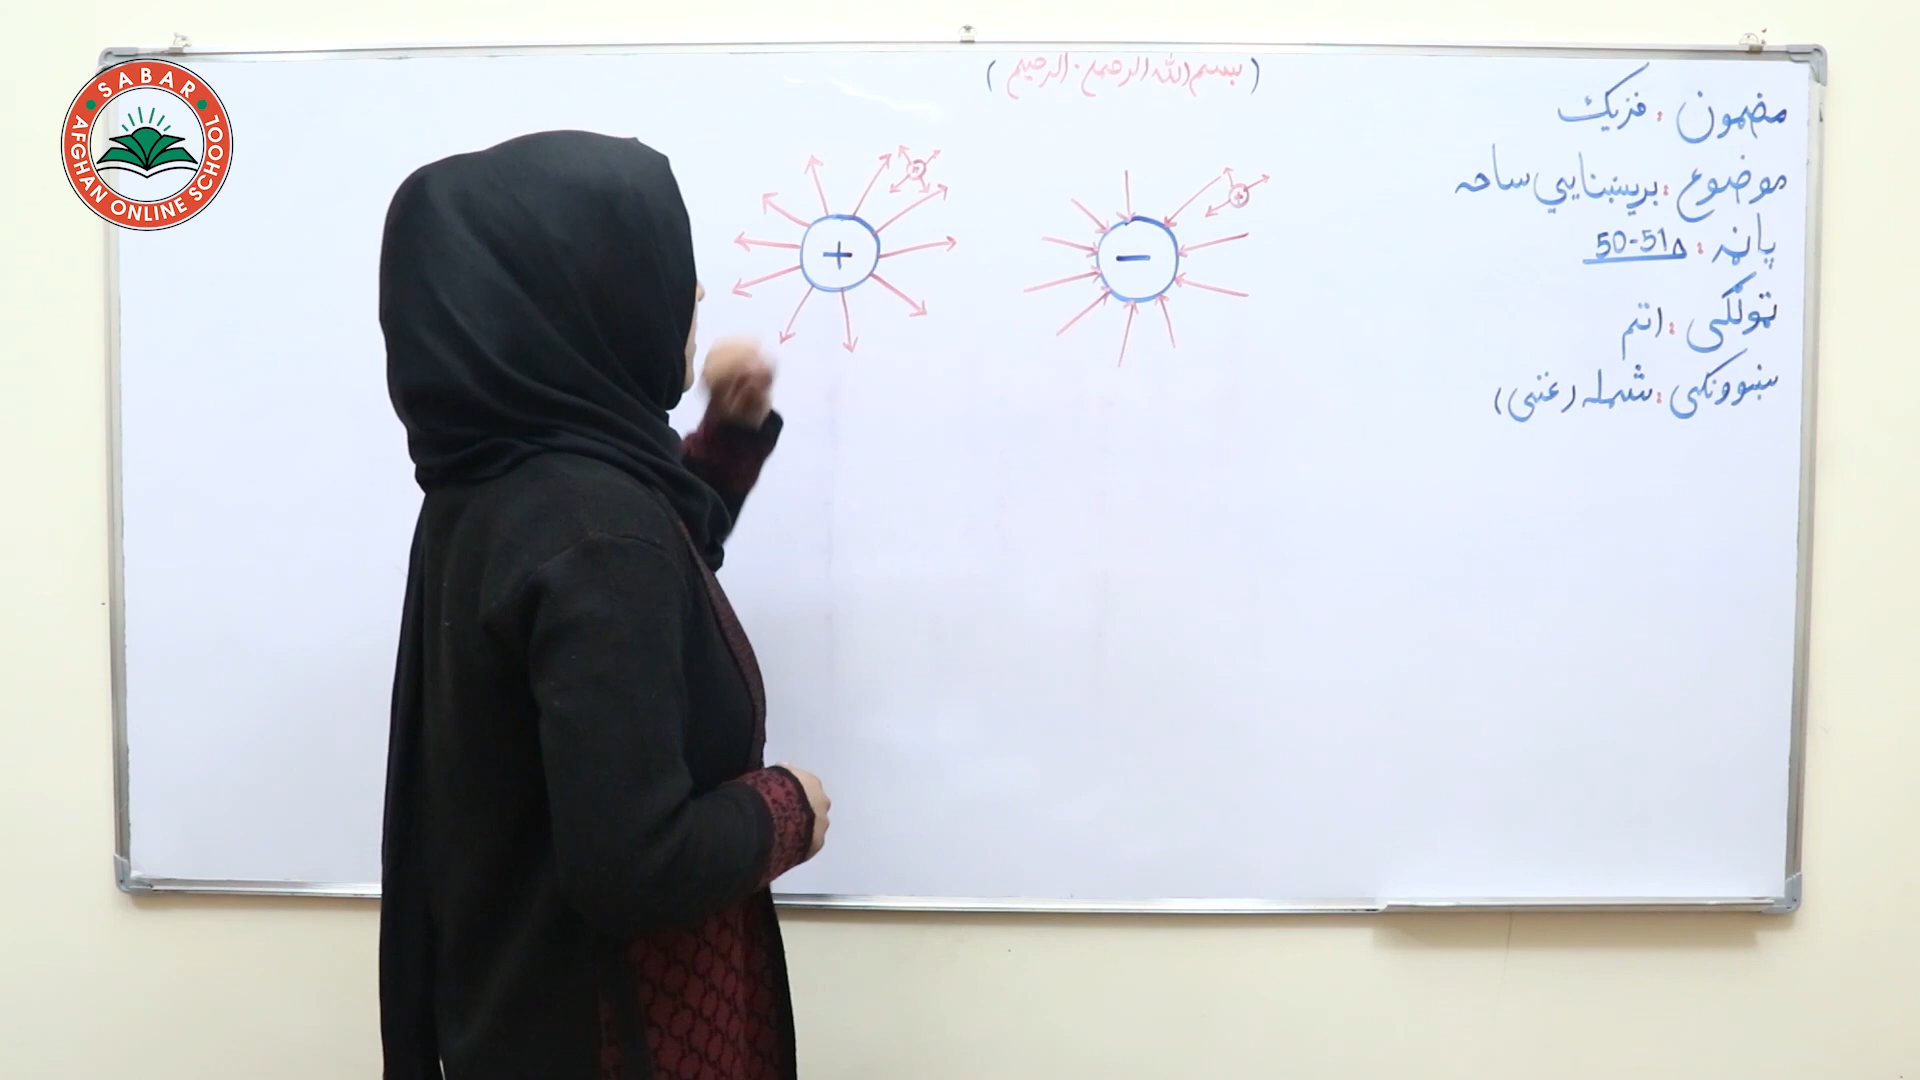 SABAR
AFGHAN ONLINE SCHOOL
(بسم الله الرحمن الرحیم)
مضمون : فزیک
موضوع : بریښنایي ساحه
پاڼه : 50-51
ټولګی : اتم
ښوونکی : شمله (غنی)
+
−
+
+